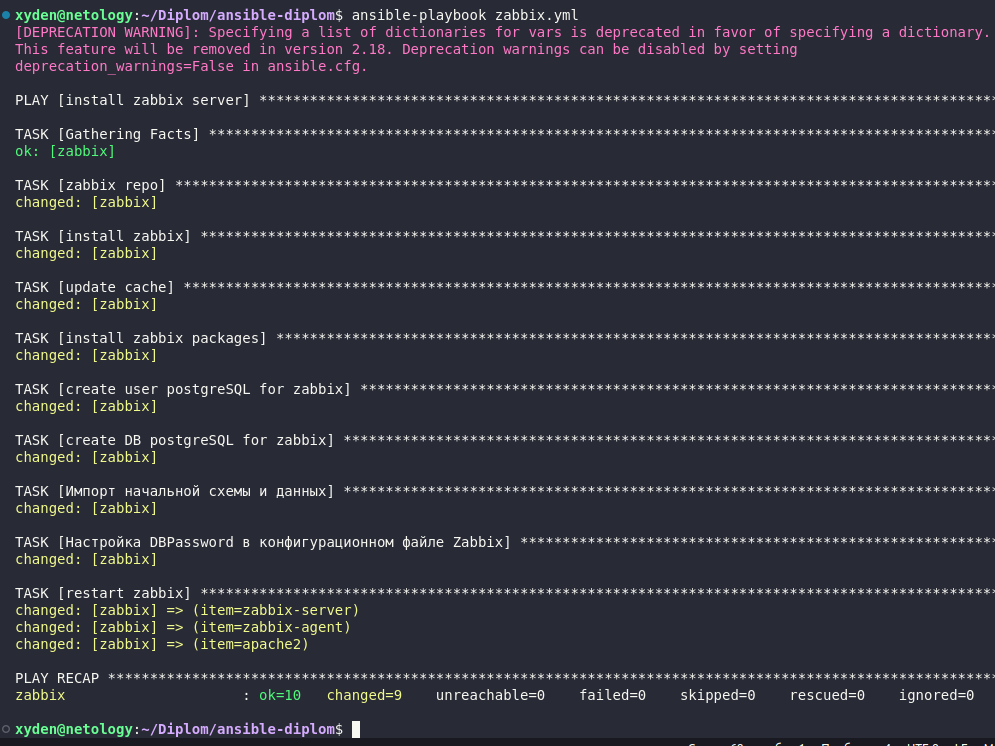 xyden@netology:~/Diplom/ansible-diplom$ ansible-playbook zabbix.yml
[DEPRECATION WARNING]: Specifying a list of dictionaries for vars is deprecated in favor of specifying a dictionary.
This feature will be removed in version 2.18. Deprecation warnings can be disabled by setting
deprecation_warnings=False in ansible.cfg.
PLAY [install zabbix server] ****************************************************************************************
TASK [Gathering Facts] **********************************************************************************************
ok: [zabbix]
TASK [zabbix repo] **************************************************************************************************
changed: [zabbix]
TASK [install zabbix] ***********************************************************************************************
changed: [zabbix]
TASK [update cache] *************************************************************************************************
changed: [zabbix]
TASK [install zabbix packages] **************************************************************************************
changed: [zabbix]
TASK [create user postgreSQL for zabbix] ****************************************************************************
changed: [zabbix]
TASK [create DB postgreSQL for zabbix] ******************************************************************************
changed: [zabbix]
TASK [Импорт начальной схемы и данных] ******************************************************************************
changed: [zabbix]
TASK [Настройка DBPassword в конфигурационном файле Zabbix] *********************************************************
changed: [zabbix]
TASK [restart zabbix] ***********************************************************************************************
changed: [zabbix] => (item=zabbix-server)
changed: [zabbix] => (item=zabbix-agent)
changed: [zabbix] => (item=apache2)
PLAY RECAP **********************************************************************************************************
zabbix                     : ok=10   changed=9    unreachable=0    failed=0    skipped=0    rescued=0    ignored=0
xyden@netology:~/Diplom/ansible-diplom$